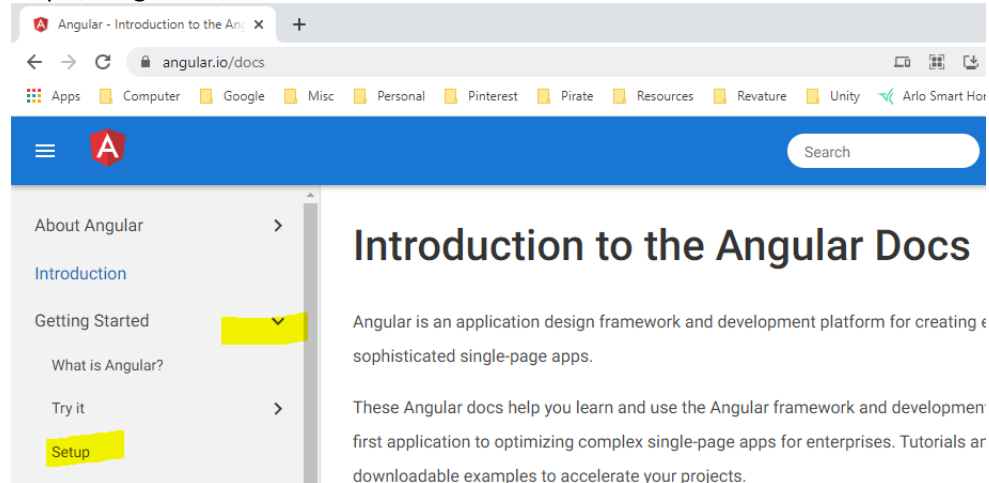 Angular - Introduction to the Ang
angular.io/docs
Apps Computer Google Misc Personal Pinterest Pirate Resources Revature Unity Arlo Smart Hor
Search
About Angular
Introduction
Getting Started
What is Angular?
Try it
Setup
Introduction to the Angular Docs
Angular is an application design framework and development platform for creating e
sophisticated single-page apps.
These Angular docs help you learn and use the Angular framework and development
first application to optimizing complex single-page apps for enterprises. Tutorials an
downloadable examples to accelerate your projects.